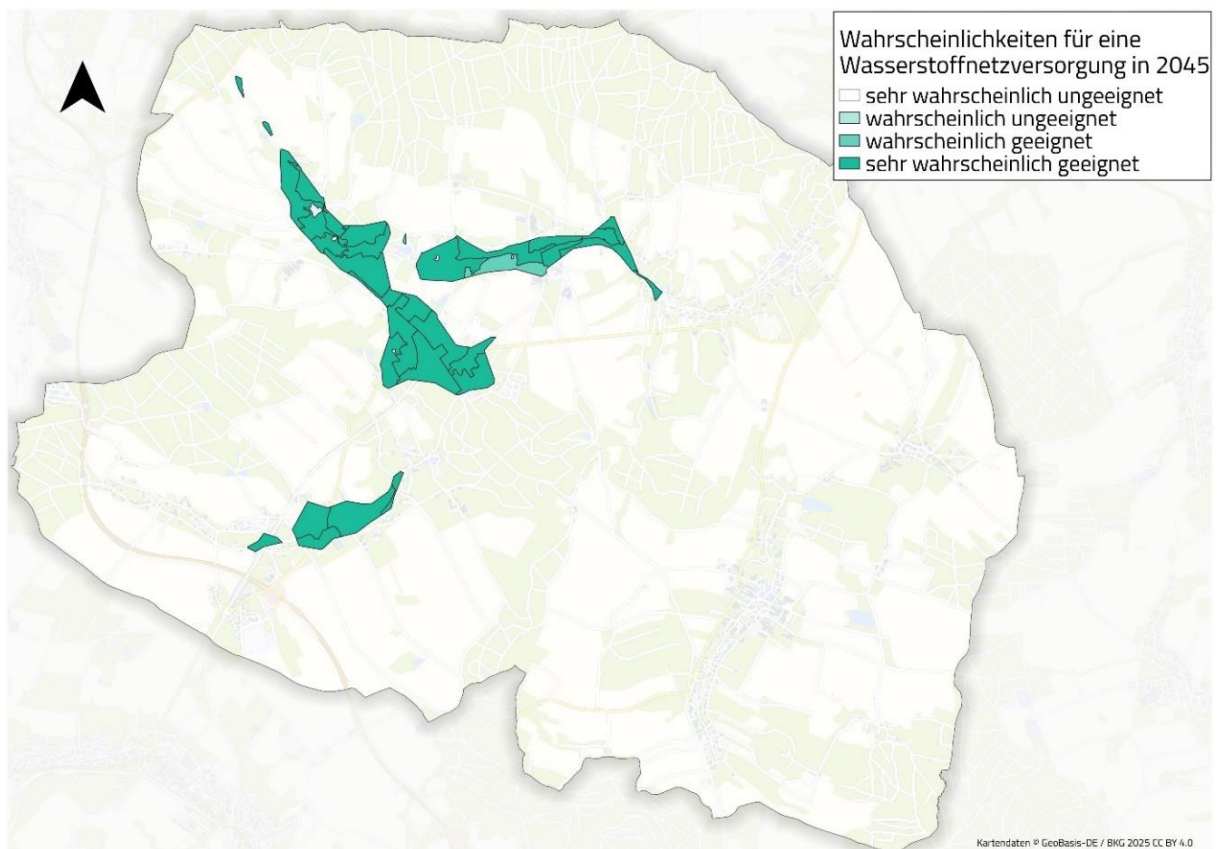 Wahrscheinlichkeiten für eine
Wasserstoffnetzversorgung in 2045
sehr wahrscheinlich ungeeignet
wahrscheinlich ungeeignet
wahrscheinlich geeignet
sehr wahrscheinlich geeignet
Kartendaten © GeoBasis-DE / BKG 2025 CC BY 4.0